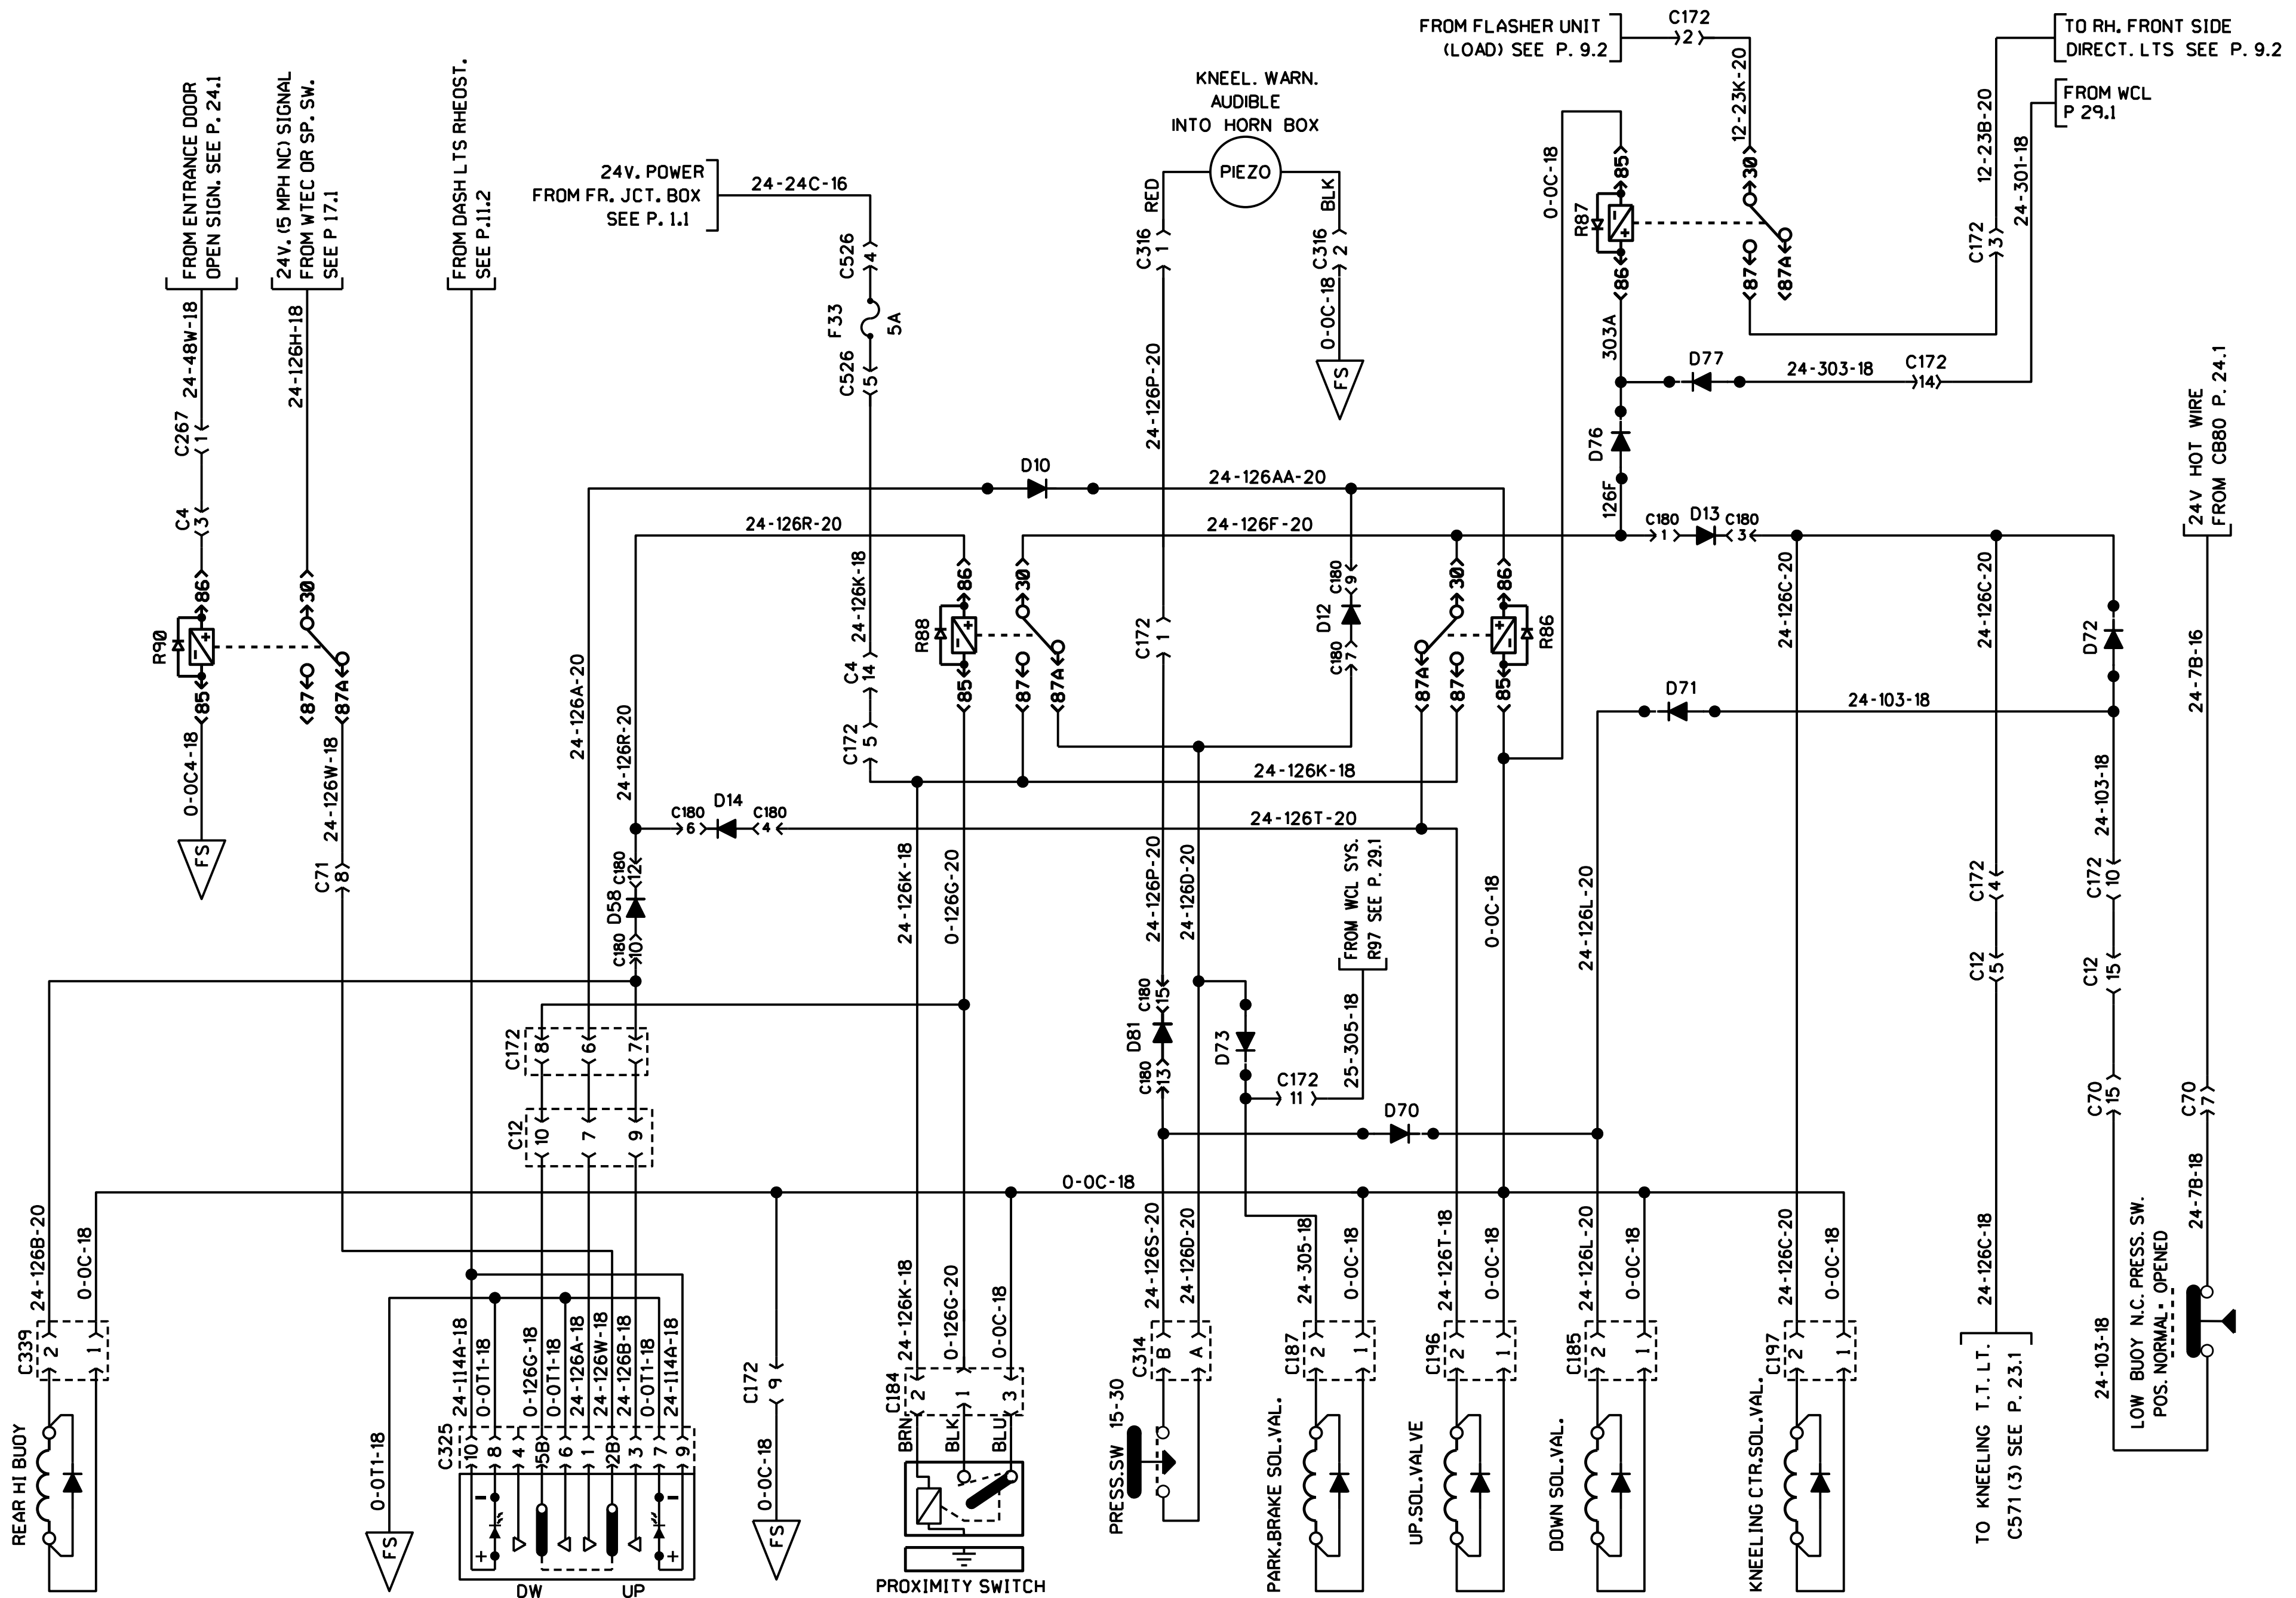 FROM FLASHER UNIT
(LOAD) SEE P. 9.2
C172
2
12-23K-20
TO RH. FRONT SIDE
DIRECT. LTS SEE P. 9.2
FROM WCL
P 29.1
12-23B-20
24-301-18
C172
3
KNEEL. WARN.
AUDIBLE
INTO HORN BOX
PIEZO
RED
BLK
C316
1
C316
2
0-0C-18
FS
24-126P-20
FROM ENTRANCE DOOR
OPEN SIGN. SEE P. 24.1
24V. (5 MPH NC) SIGNAL
FROM WTEC OR SP. SW.
SEE P 17.1
FROM DASH LTS RHEOST.
SEE P.11.2
24V. POWER
FROM FR. JCT. BOX
SEE P. 1.1
24-24C-16
C526
4
F33
5A
C526
5
24-48W-18
24-126H-18
C267
1
C4
3
R90
86
85
30
87
87A
0-0C4-18
FS
24-126W-18
C71
8
0-0C-18
R87
85
86
30
87
87A
303A
D77
24-303-18
C172
14
D76
126F
24V HOT WIRE
FROM CB80 P. 24.1
D10
24-126AA-20
24-126R-20
24-126F-20
C180
1
D13
C180
3
24-126K-18
C4
14
C172
5
R88
86
85
30
87
87A
C172
1
C180
9
D12
C180
7
30
87A
87
86
85
R86
24-126C-20
24-126C-20
D72
24-7B-16
D71
24-103-18
24-126A-20
24-126R-20
24-126K-18
C180
6
D14
C180
4
24-126T-20
C180
12
D58
C180
10
24-126K-18
0-126G-20
24-126P-20
24-126D-20
FROM WCL SYS.
R97 SEE P. 29.1
0-0C-18
24-126L-20
24-103-18
C172
4
C172
10
C12
5
C12
15
C180
15
D81
C180
13
D73
C172
11
25-305-18
D70
C70
15
C70
7
C172
8
6
7
C12
10
7
9
0-0C-18
24-126B-20
0-0C-18
C339
2
1
REAR HI BUOY
0-0T1-18
FS
24-114A-18
0-0T1-18
0-126G-18
0-0T1-18
24-126A-18
24-126W-18
24-126B-18
0-0T1-18
24-114A-18
C325
10
8
4
5B
6
1
2B
3
7
9
-
+
-
+
DW
UP
C172
9
0-0C-18
FS
24-126K-18
0-126G-20
0-0C-18
C184
2
1
3
BRN
BLK
BLU
PROXIMITY SWITCH
24-126S-20
24-126D-20
C314
B
A
PRESS.SW 15-30
24-305-18
0-0C-18
C187
2
1
PARK.BRAKE SOL.VAL.
24-126T-18
0-0C-18
C196
2
1
UP.SOL.VALVE
24-126L-20
0-0C-18
C185
2
1
DOWN SOL.VAL.
24-126C-20
0-0C-18
C197
2
1
KNEELING CTR.SOL.VAL.
24-126C-18
TO KNEELING T.T. LT.
C571 (3) SEE P. 23.1
24-103-18
LOW BUOY N.C. PRESS. SW.
POS. NORMAL = OPENED
24-7B-18